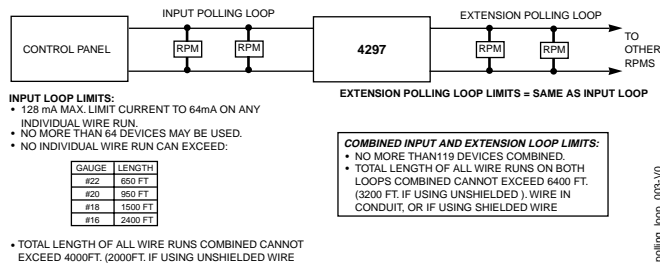 INPUT POLLING LOOP
EXTENSION POLLING LOOP
CONTROL PANEL
RPM
RPM
4297
RPM
RPM
TO
OTHER
RPMS
INPUT LOOP LIMITS:
• 128 mA MAX. LIMIT CURRENT TO 64mA ON ANY
INDIVIDUAL WIRE RUN.
• NO MORE THAN 64 DEVICES MAY BE USED.
• NO INDIVIDUAL WIRE RUN CAN EXCEED:
GAUGE LENGTH
#22 650 FT
#20 950 FT
#18 1500 FT
#16 2400 FT
• TOTAL LENGTH OF ALL WIRE RUNS COMBINED CANNOT
EXCEED 4000FT. (2000FT. IF USING UNSHIELDED WIRE
EXTENSION POLLING LOOP LIMITS = SAME AS INPUT LOOP
COMBINED INPUT AND EXTENSION LOOP LIMITS:
• NO MORE THAN119 DEVICES COMBINED.
• TOTAL LENGTH OF ALL WIRE RUNS ON BOTH
LOOPS COMBINED CANNOT EXCEED 6400 FT.
(3200 FT. IF USING UNSHIELDED ). WIRE IN
CONDUIT, OR IF USING SHIELDED WIRE
polling_loop_003-V0